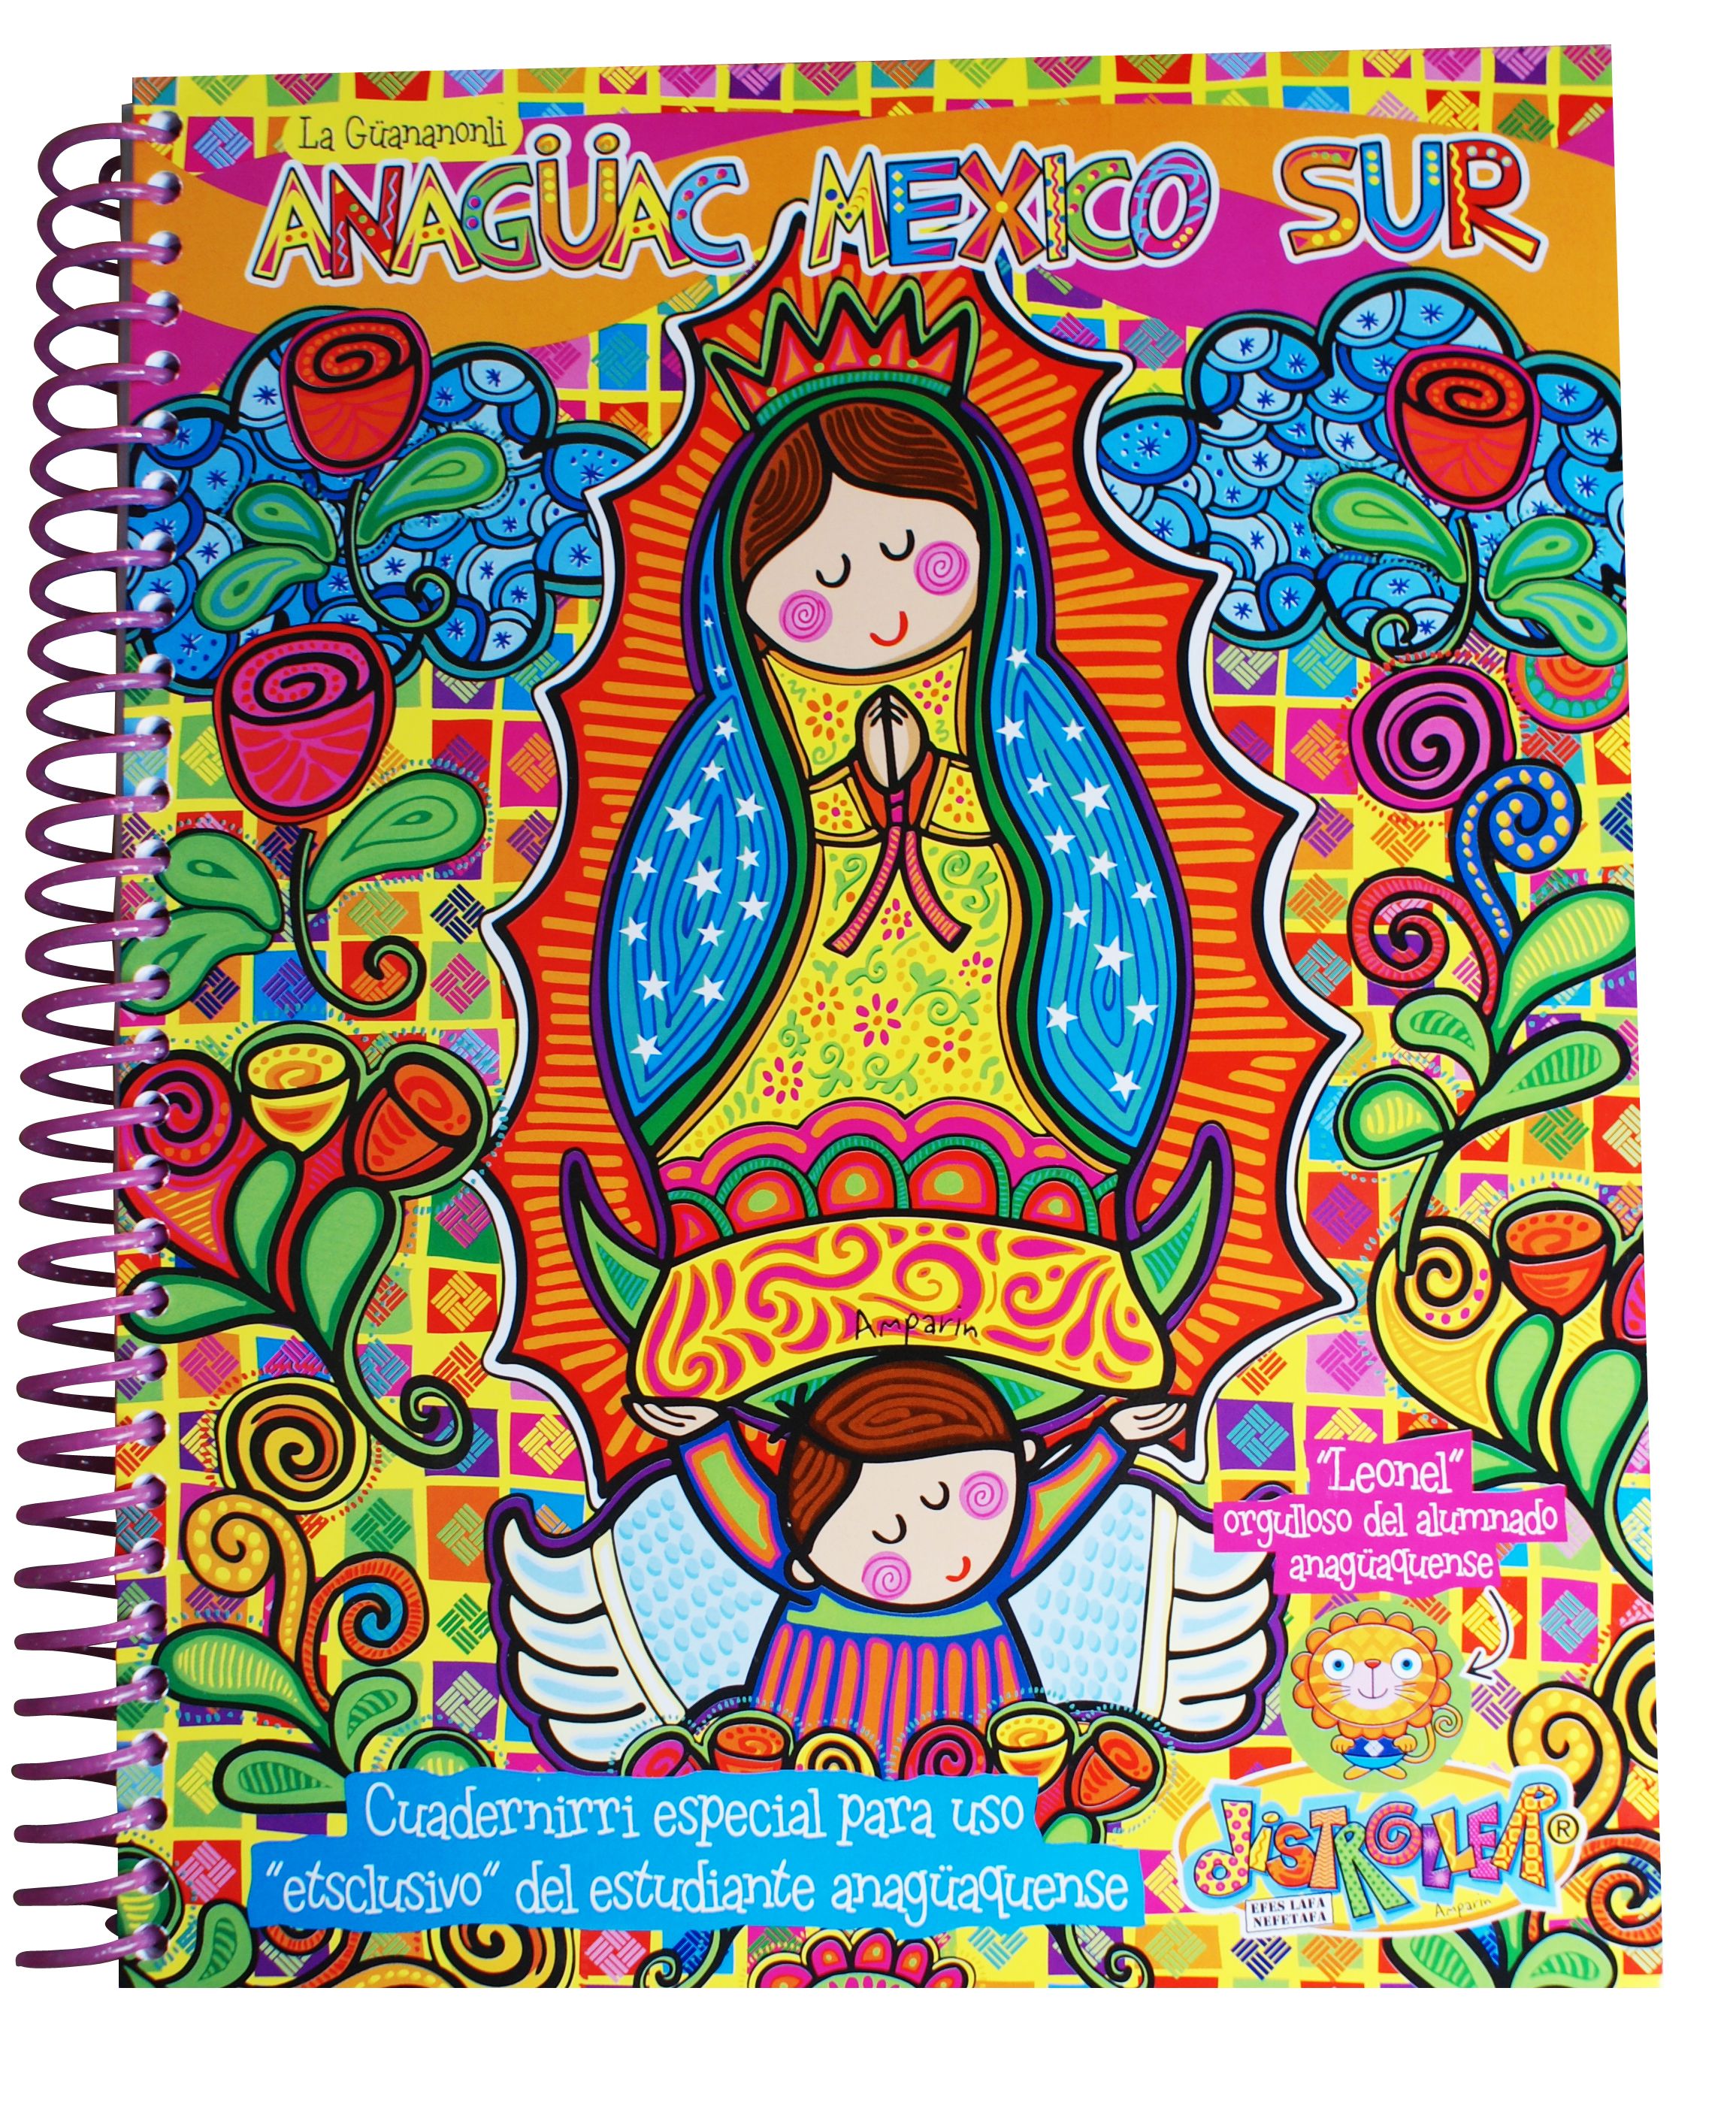 La Güananonli
ANAGÜAC MEXICO SUR
Amparin
"Leonel"
orgulloso del alumnado
anagüaquense
Cuadernirri especial para uso
"etsclusivo" del estudiante anagüaquense
DISTROLLER ®
EFES LAFA
NEFETAFA
Amparin